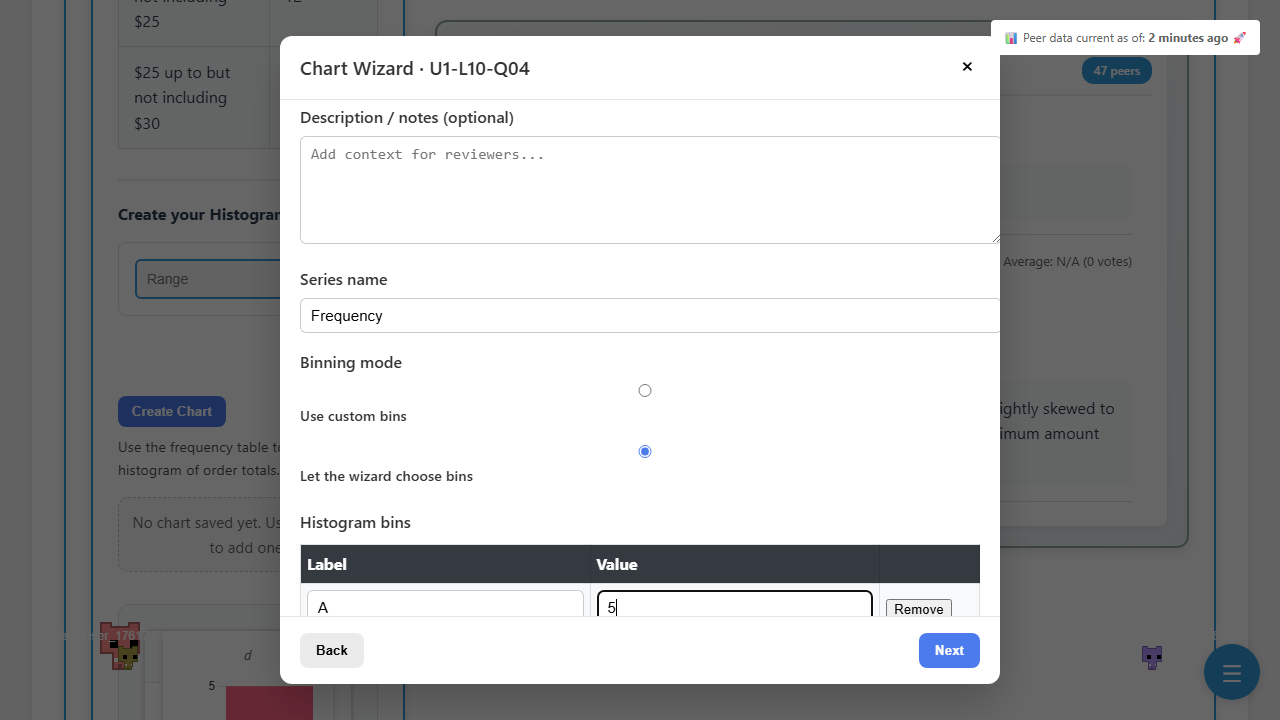 $25
$25 up to but
not including
$30
Create your Histogram
Range
Create Chart
Use the frequency table to
histogram of order totals.
No chart saved yet. Us
to add one
d
5
📊 Peer data current as of: 2 minutes ago 🚀
47 peers
Average: N/A (0 votes)
ightly skewed to
imum amount
Chart Wizard · U1-L10-Q04
×
Description / notes (optional)
Add context for reviewers...
Series name
Frequency
Binning mode
Use custom bins
Let the wizard choose bins
Histogram bins
Label Value
A 5 Remove
Back Next
☰